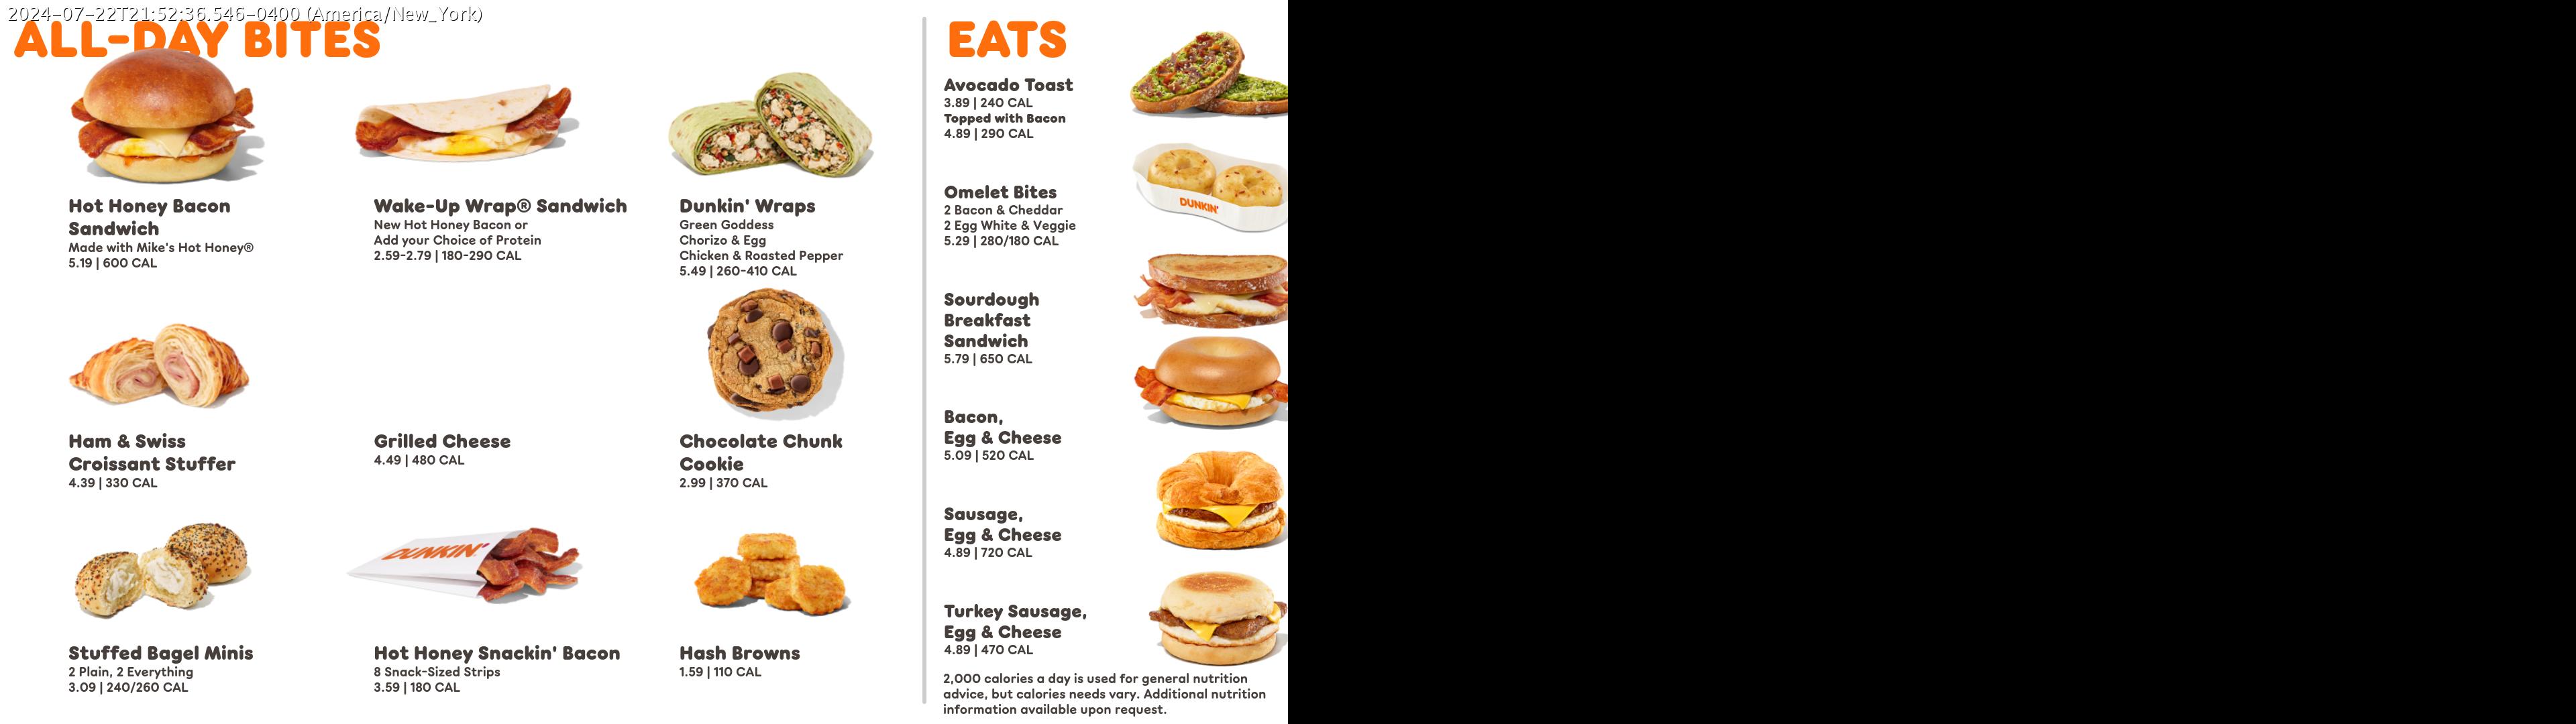 2024-07-22T21:52:36.546-0400 (America/New_York)
ALL-DAY BITES
Hot Honey Bacon
Sandwich
Made with Mike's Hot Honey®
5.19 | 600 CAL
Wake-Up Wrap® Sandwich
New Hot Honey Bacon or
Add your Choice of Protein
2.59-2.79 | 180-290 CAL
Dunkin' Wraps
Green Goddess
Chorizo & Egg
Chicken & Roasted Pepper
5.49 | 260-410 CAL
Ham & Swiss
Croissant Stuffer
4.39 | 330 CAL
Grilled Cheese
4.49 | 480 CAL
Chocolate Chunk
Cookie
2.99 | 370 CAL
DUNKIN'
Stuffed Bagel Minis
2 Plain, 2 Everything
3.09 | 240/260 CAL
Hot Honey Snackin' Bacon
8 Snack-Sized Strips
3.59 | 180 CAL
Hash Browns
1.59 | 110 CAL
EATS
Avocado Toast
3.89 | 240 CAL
Topped with Bacon
4.89 | 290 CAL
Omelet Bites
2 Bacon & Cheddar
2 Egg White & Veggie
5.29 | 280/180 CAL
DUNKIN'
Sourdough
Breakfast
Sandwich
5.79 | 650 CAL
Bacon,
Egg & Cheese
5.09 | 520 CAL
Sausage,
Egg & Cheese
4.89 | 720 CAL
Turkey Sausage,
Egg & Cheese
4.89 | 470 CAL
2,000 calories a day is used for general nutrition
advice, but calories needs vary. Additional nutrition
information available upon request.